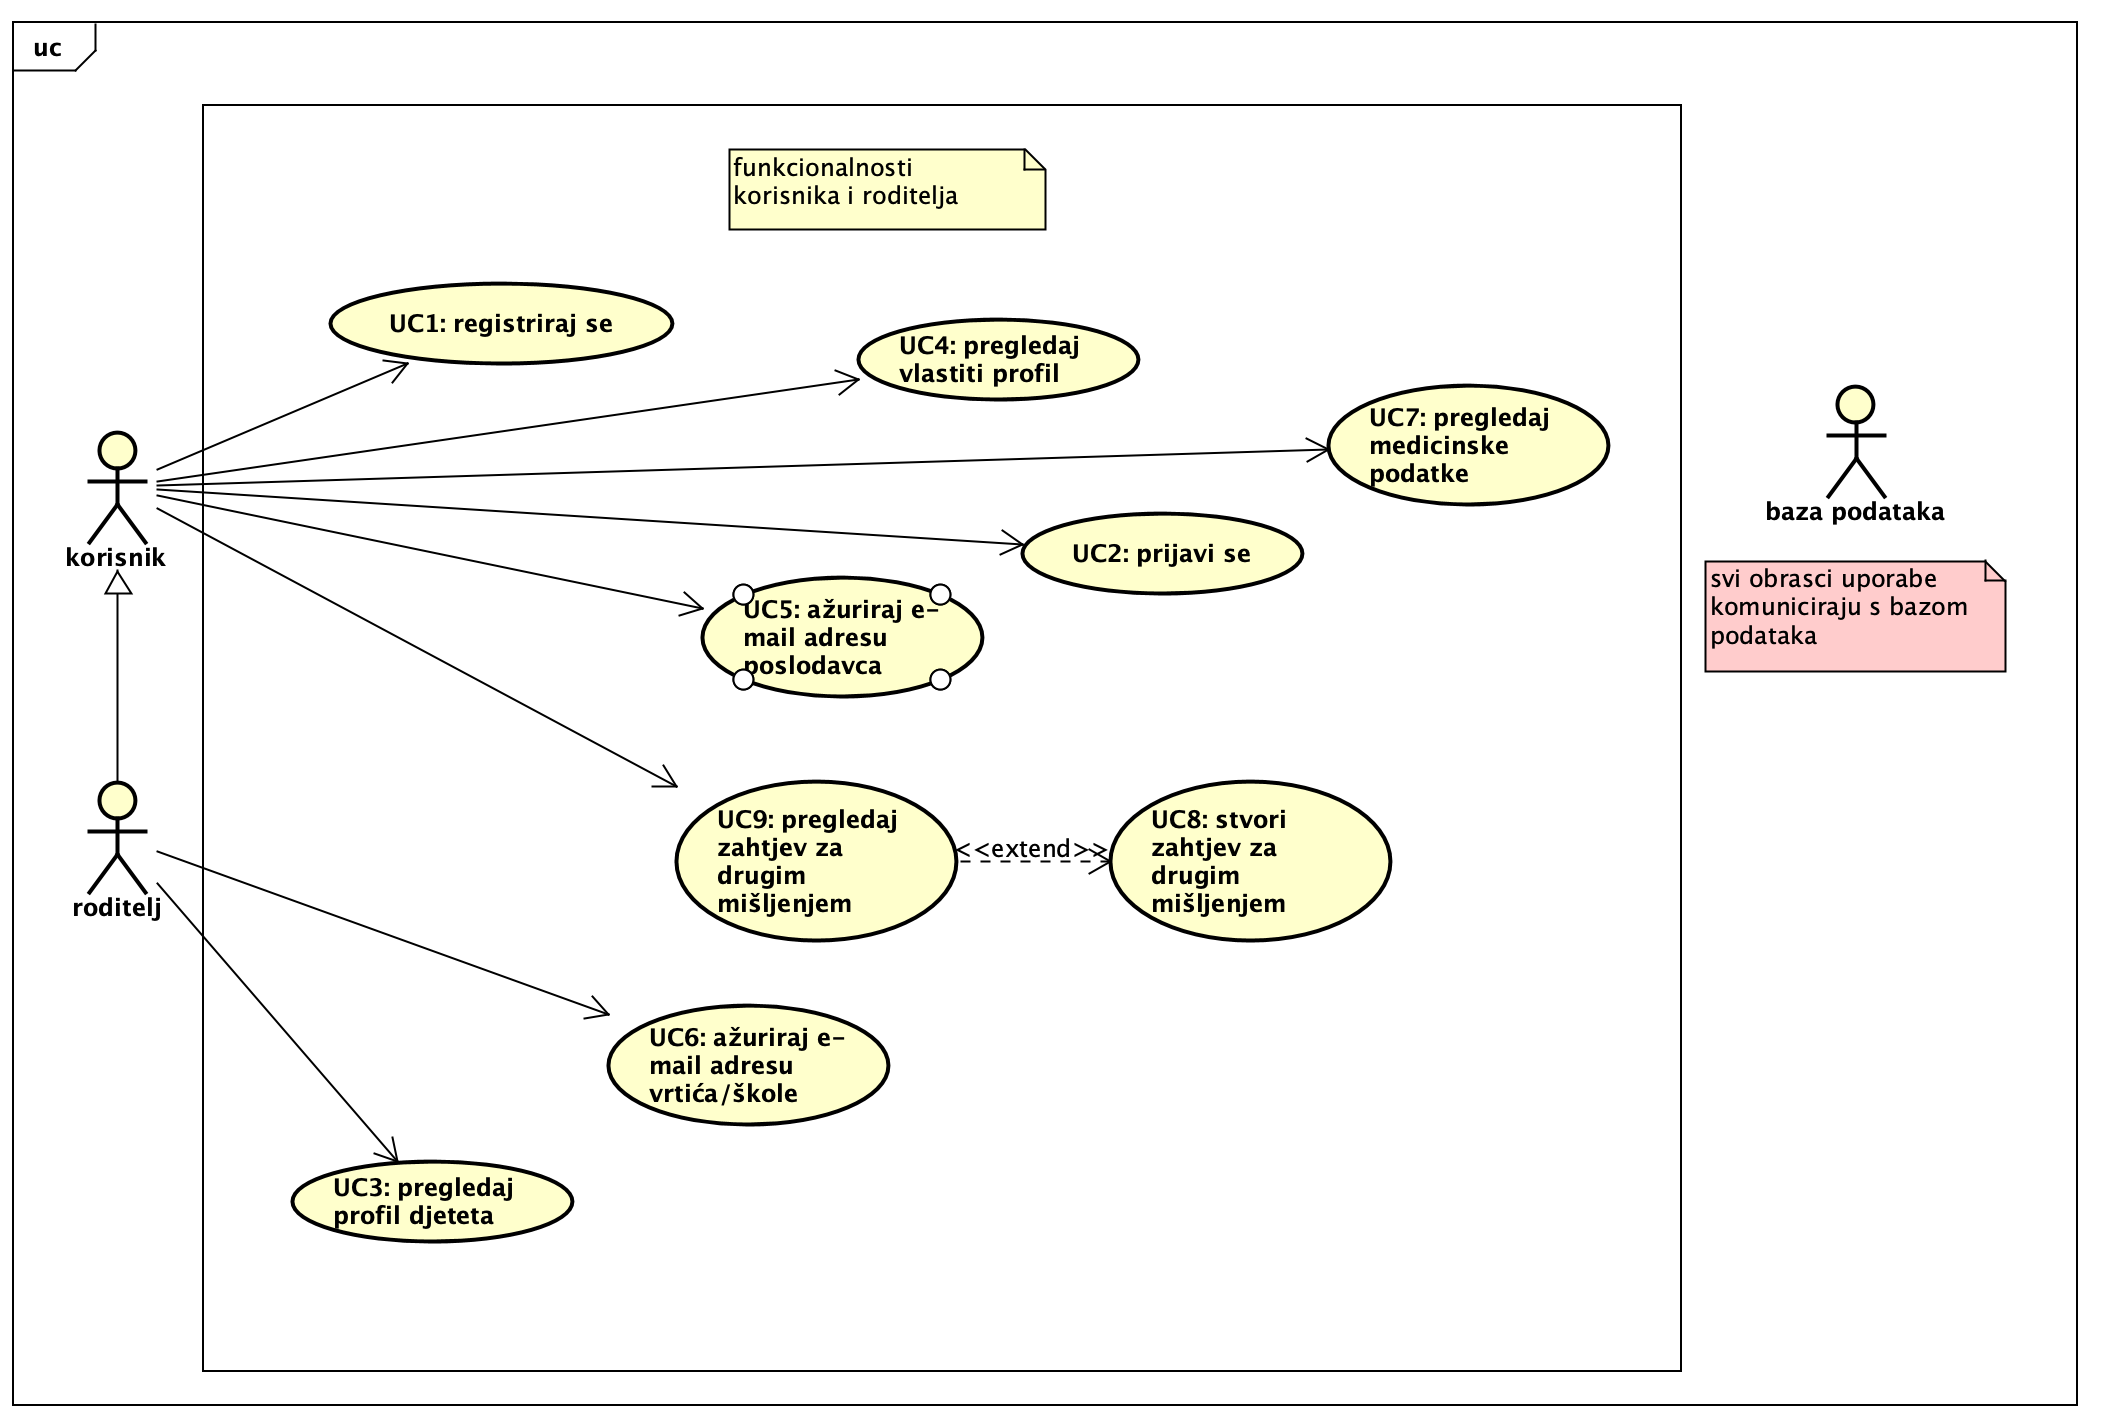 uc
funkcionalnosti
korisnika i roditelja
UC1: registriraj se
UC4: pregledaj
vlastiti profil
UC7: pregledaj
medicinske
podatke
korisnik
baza podataka
UC2: prijavi se
svi obrasci uporabe
komuniciraju s bazom
podataka
UC5: ažuriraj e-
mail adresu
poslodavca
roditelj
UC9: pregledaj
zahtjev za
drugim
mišljenjem
<<extend>>
UC8: stvori
zahtjev za
drugim
mišljenjem
UC6: ažuriraj e-
mail adresu
vrtića/škole
UC3: pregledaj
profil djeteta